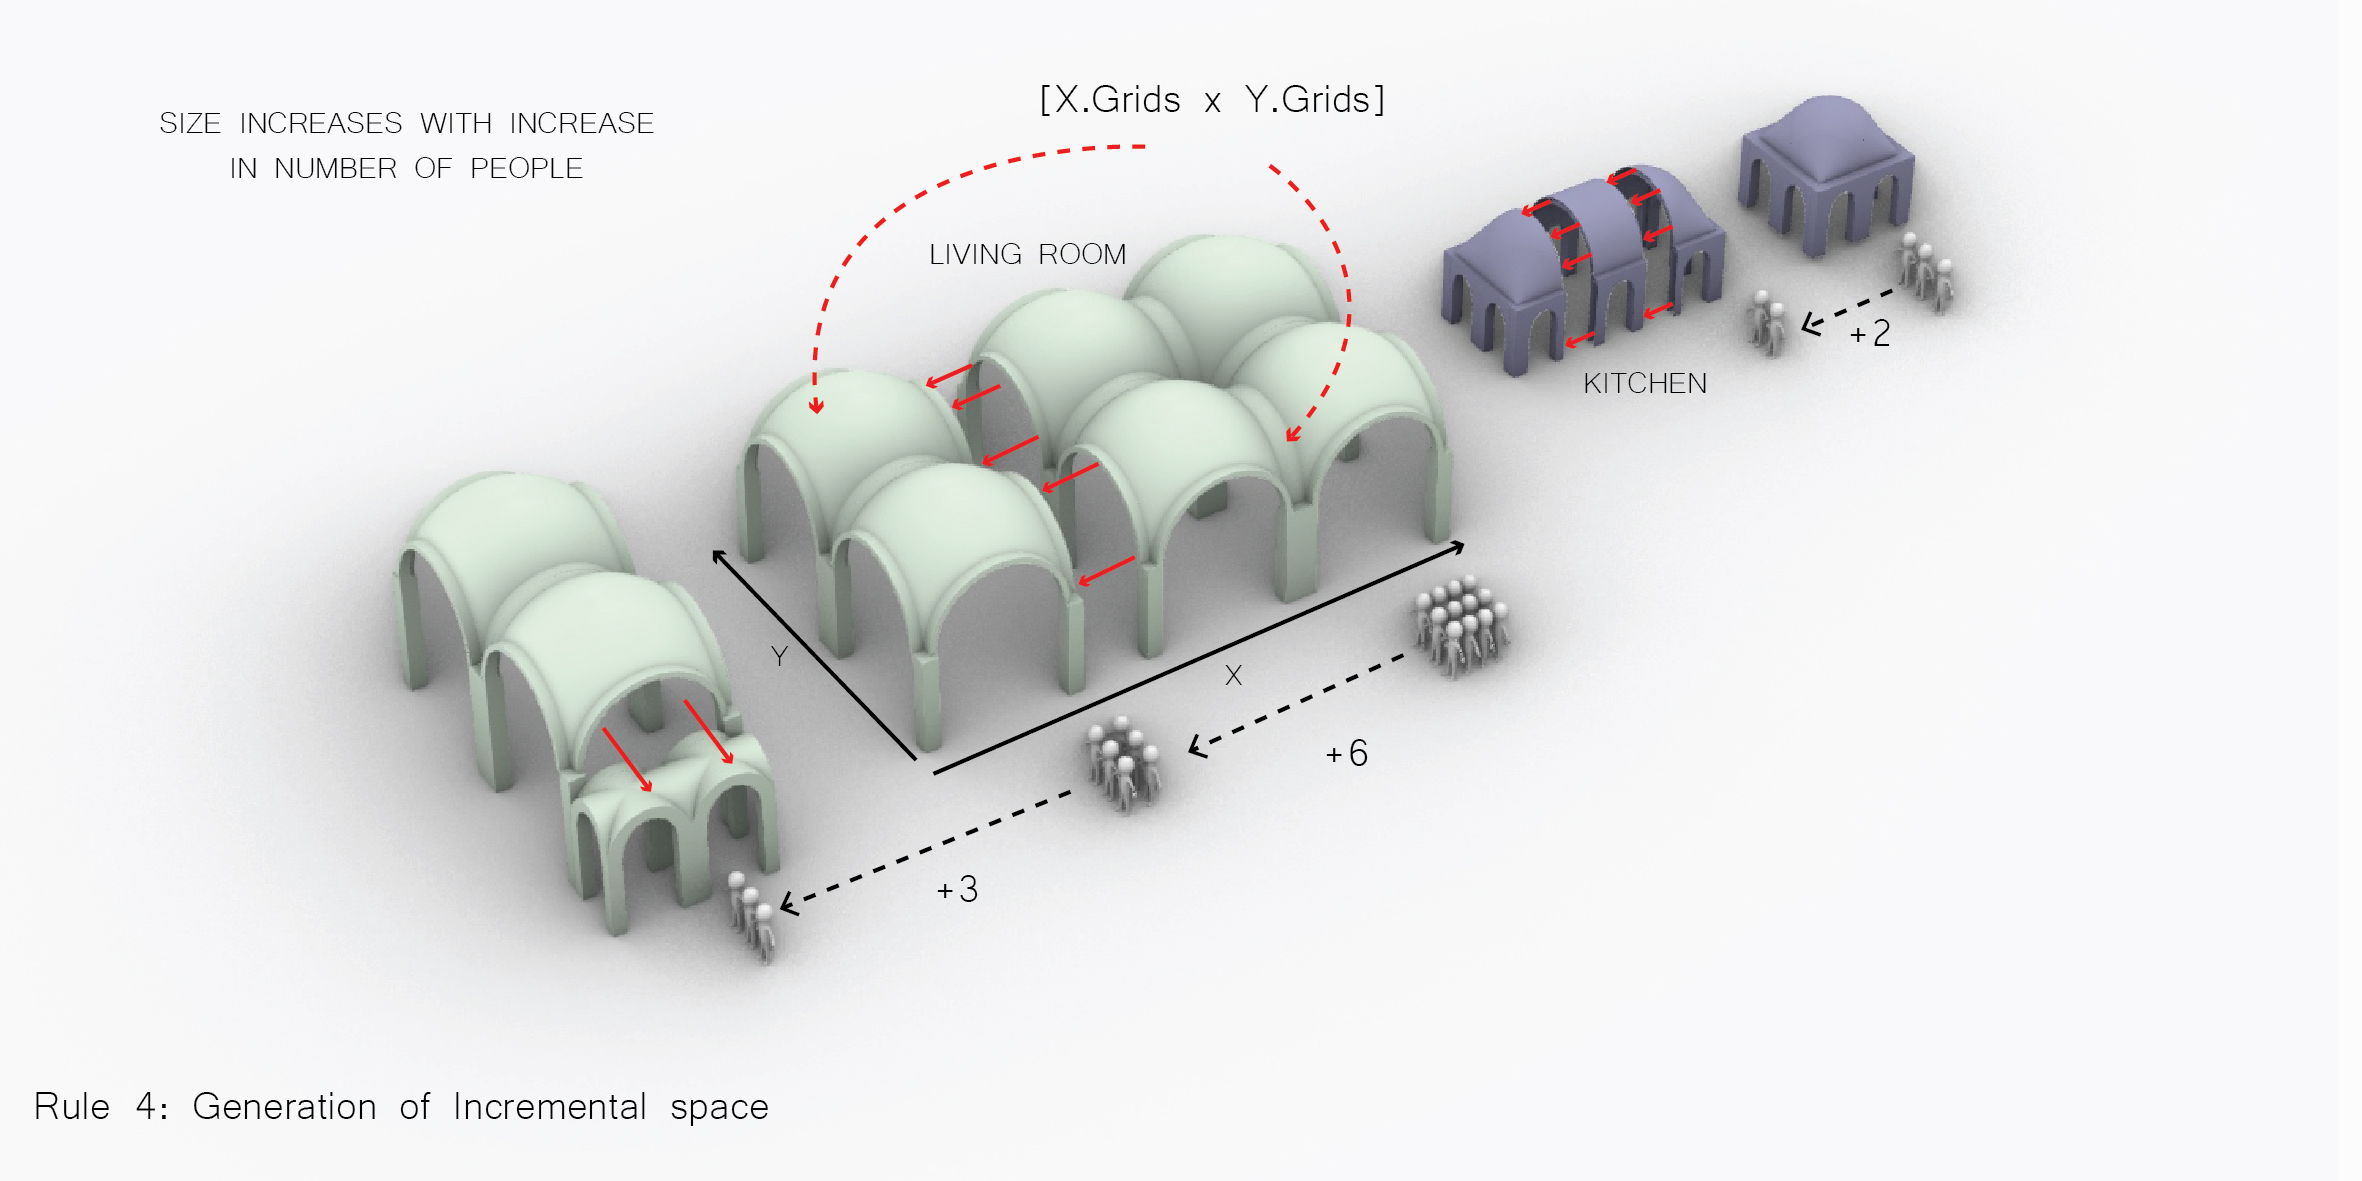 [X.Grids x Y.Grids]
SIZE INCREASES WITH INCREASE
IN NUMBER OF PEOPLE
LIVING ROOM
+2
KITCHEN
Y
X
+6
+3
Rule 4: Generation of Incremental space